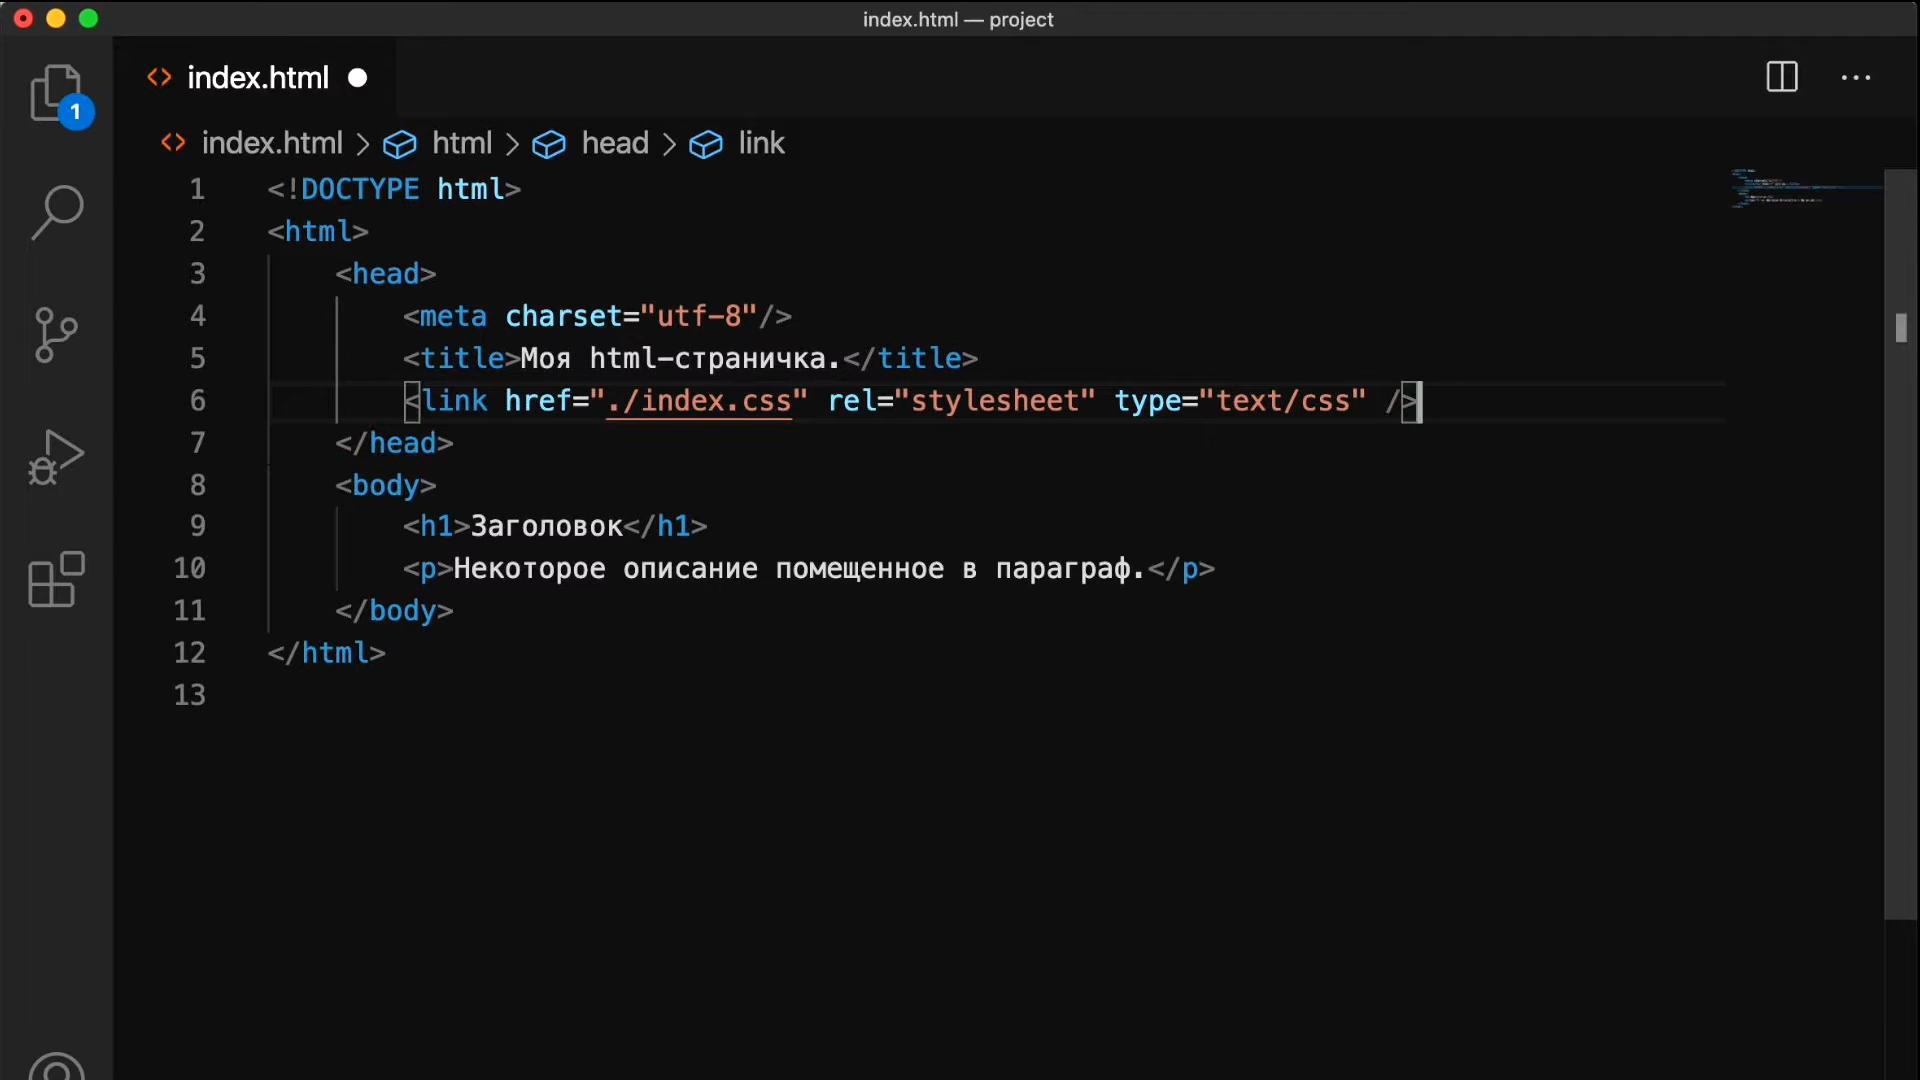 index.html — project
index.html
1
index.html > html > head > link
1 <!DOCTYPE html>
2 <html>
3 <head>
4 <meta charset="utf-8"/>
5 <title>Моя html-страничка.</title>
6 <link href="./index.css" rel="stylesheet" type="text/css" />
7 </head>
8 <body>
9 <h1>Заголовок</h1>
10 <p>Некоторое описание помещенное в параграф.</p>
11 </body>
12 </html>
13